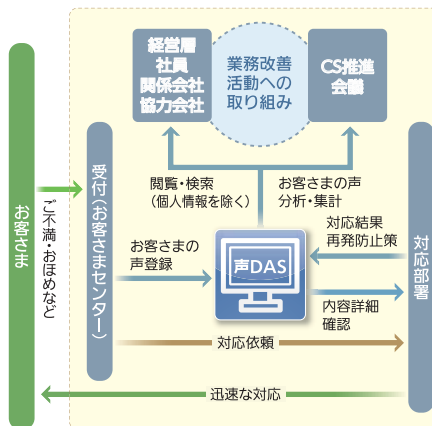 経営層
社員
関係会社
協力会社
業務改善
活動への
取り組み
CS推進
会議
お客さま
ご不満・おほめなど
受付（お客さまセンター）
閲覧・検索
（個人情報を除く）
お客さまの声
分析・集計
お客さまの
声登録
声DAS
対応結果
再発防止策
内容詳細
確認
対応部署
対応依頼
迅速な対応